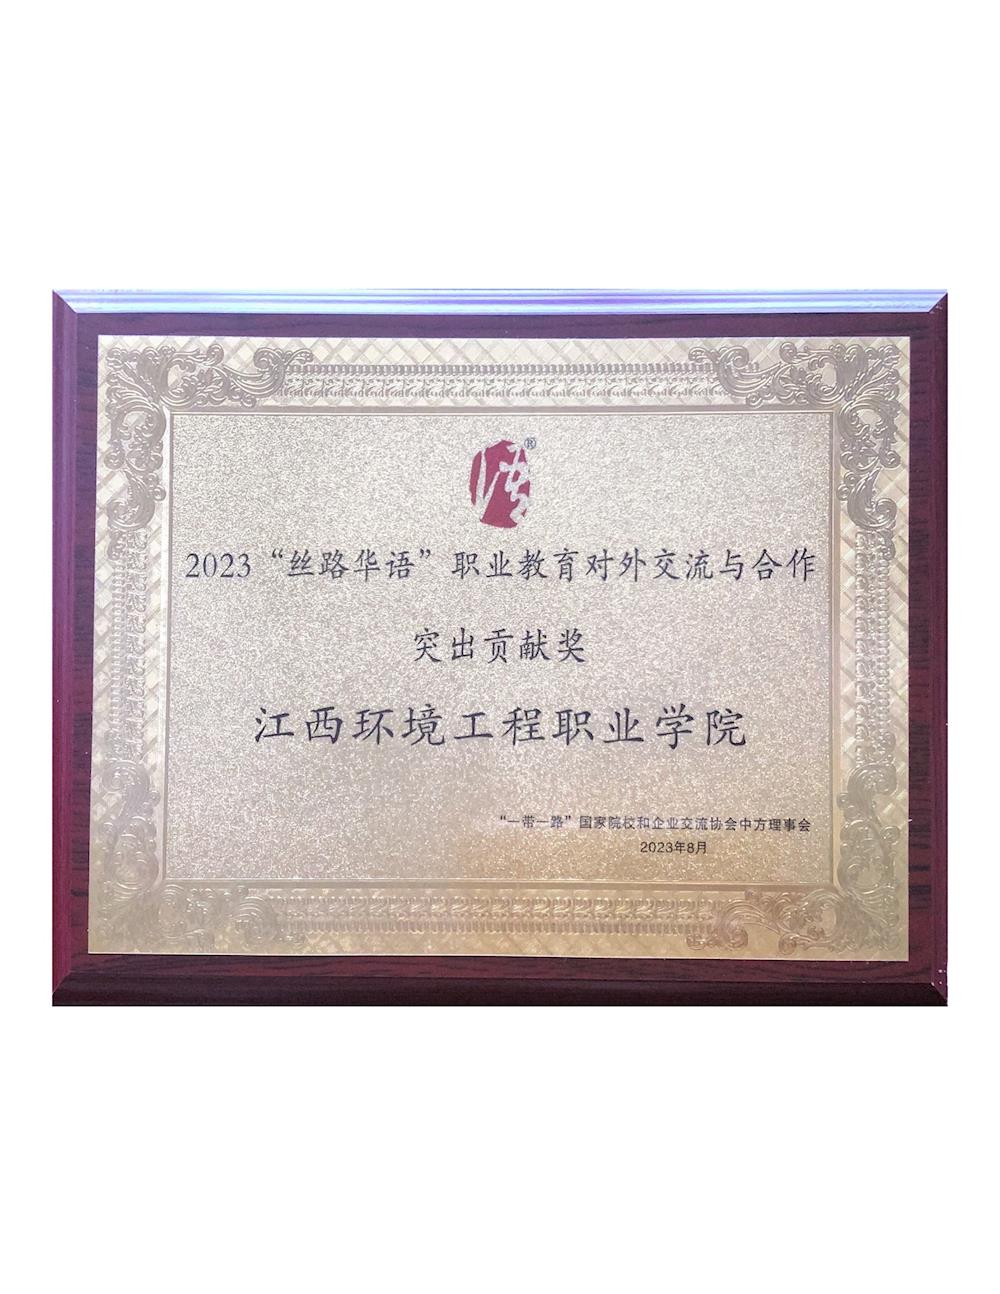 ®
2023“丝路华语”职业教育对外交流与合作
突出贡献奖
江西环境工程职业学院
“一带一路”国家院校和企业交流协会中方理事会
2023年8月